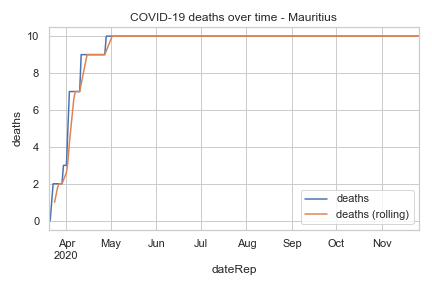 COVID-19 deaths over time - Mauritius
10
8
6
4
2
0
deaths
Apr May Jun Jul Aug Sep Oct Nov
2020
dateRep
deaths
deaths (rolling)